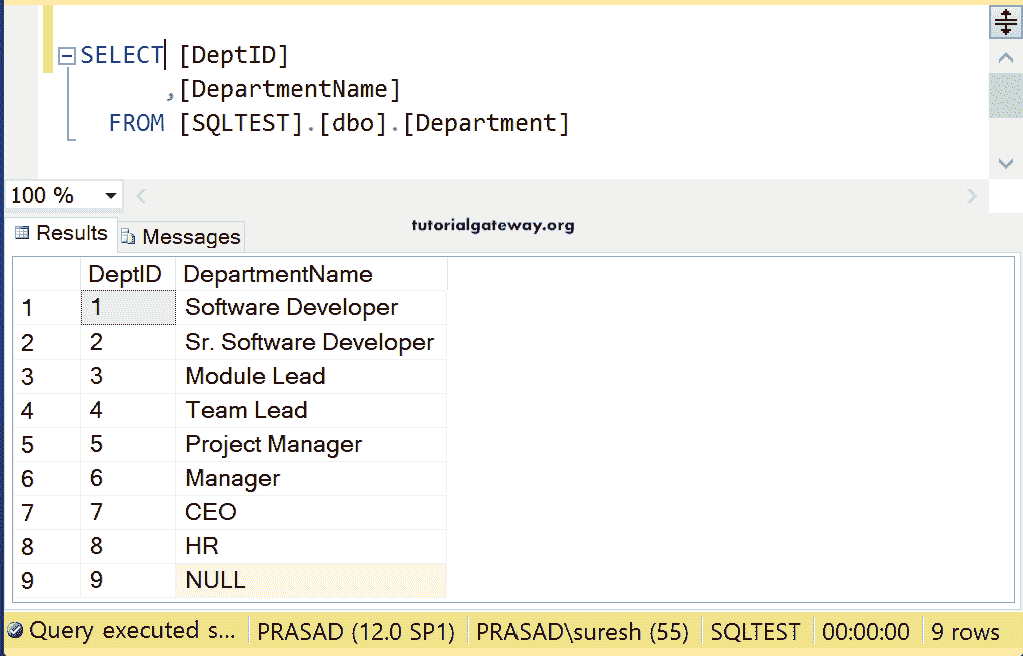 SELECT [DeptID]
,[DepartmentName]
FROM [SQLTEST].[dbo].[Department]
100 %
tutorialgateway.org
Results Messages
DeptID DepartmentName
1 1 Software Developer
2 2 Sr. Software Developer
3 3 Module Lead
4 4 Team Lead
5 5 Project Manager
6 6 Manager
7 7 CEO
8 8 HR
9 9 NULL
Query executed s... PRASAD (12.0 SP1) PRASAD\suresh (55) SQLTEST 00:00:00 9 rows